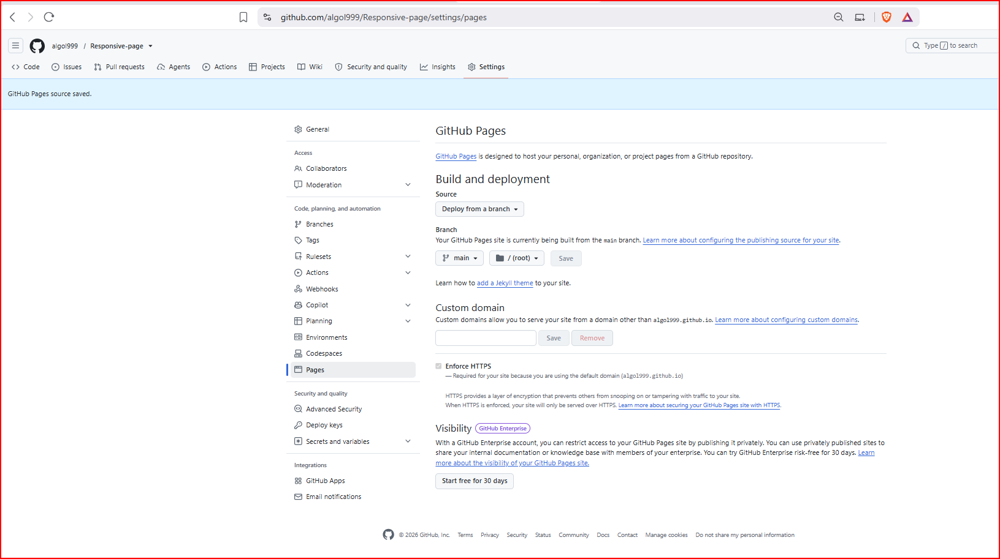 github.com/algol999/Responsive-page/settings/pages
algol999 / Responsive-page
Type / to search
Code Issues Pull requests Agents Actions Projects Wiki Security and quality Insights Settings
GitHub Pages source saved.
General
Access
Collaborators
Moderation
Code, planning, and automation
Branches
Tags
Rulesets
Actions
Webhooks
Copilot
Planning
Environments
Codespaces
Pages
Security and quality
Advanced Security
Deploy keys
Secrets and variables
Integrations
GitHub Apps
Email notifications
GitHub Pages
GitHub Pages is designed to host your personal, organization, or project pages from a GitHub repository.
Build and deployment
Source
Deploy from a branch
Branch
Your GitHub Pages site is currently being built from the main branch. Learn more about configuring the publishing source for your site.
main / (root) Save
Learn how to add a Jekyll theme to your site.
Custom domain
Custom domains allow you to serve your site from a domain other than algol999.github.io. Learn more about configuring custom domains.
Save Remove
Enforce HTTPS
— Required for your site because you are using the default domain (algol999.github.io)
HTTPS provides a layer of encryption that prevents others from snooping on or tampering with traffic to your site.
When HTTPS is enforced, your site will only be served over HTTPS. Learn more about securing your GitHub Pages site with HTTPS.
Visibility GitHub Enterprise
With a GitHub Enterprise account, you can restrict access to your GitHub Pages site by publishing it privately. You can use privately published sites to
share your internal documentation or knowledge base with members of your enterprise. You can try GitHub Enterprise risk-free for 30 days. Learn
more about the visibility of your GitHub Pages site.
Start free for 30 days
© 2026 GitHub, Inc. Terms Privacy Security Status Community Docs Contact Manage cookies Do not share my personal information